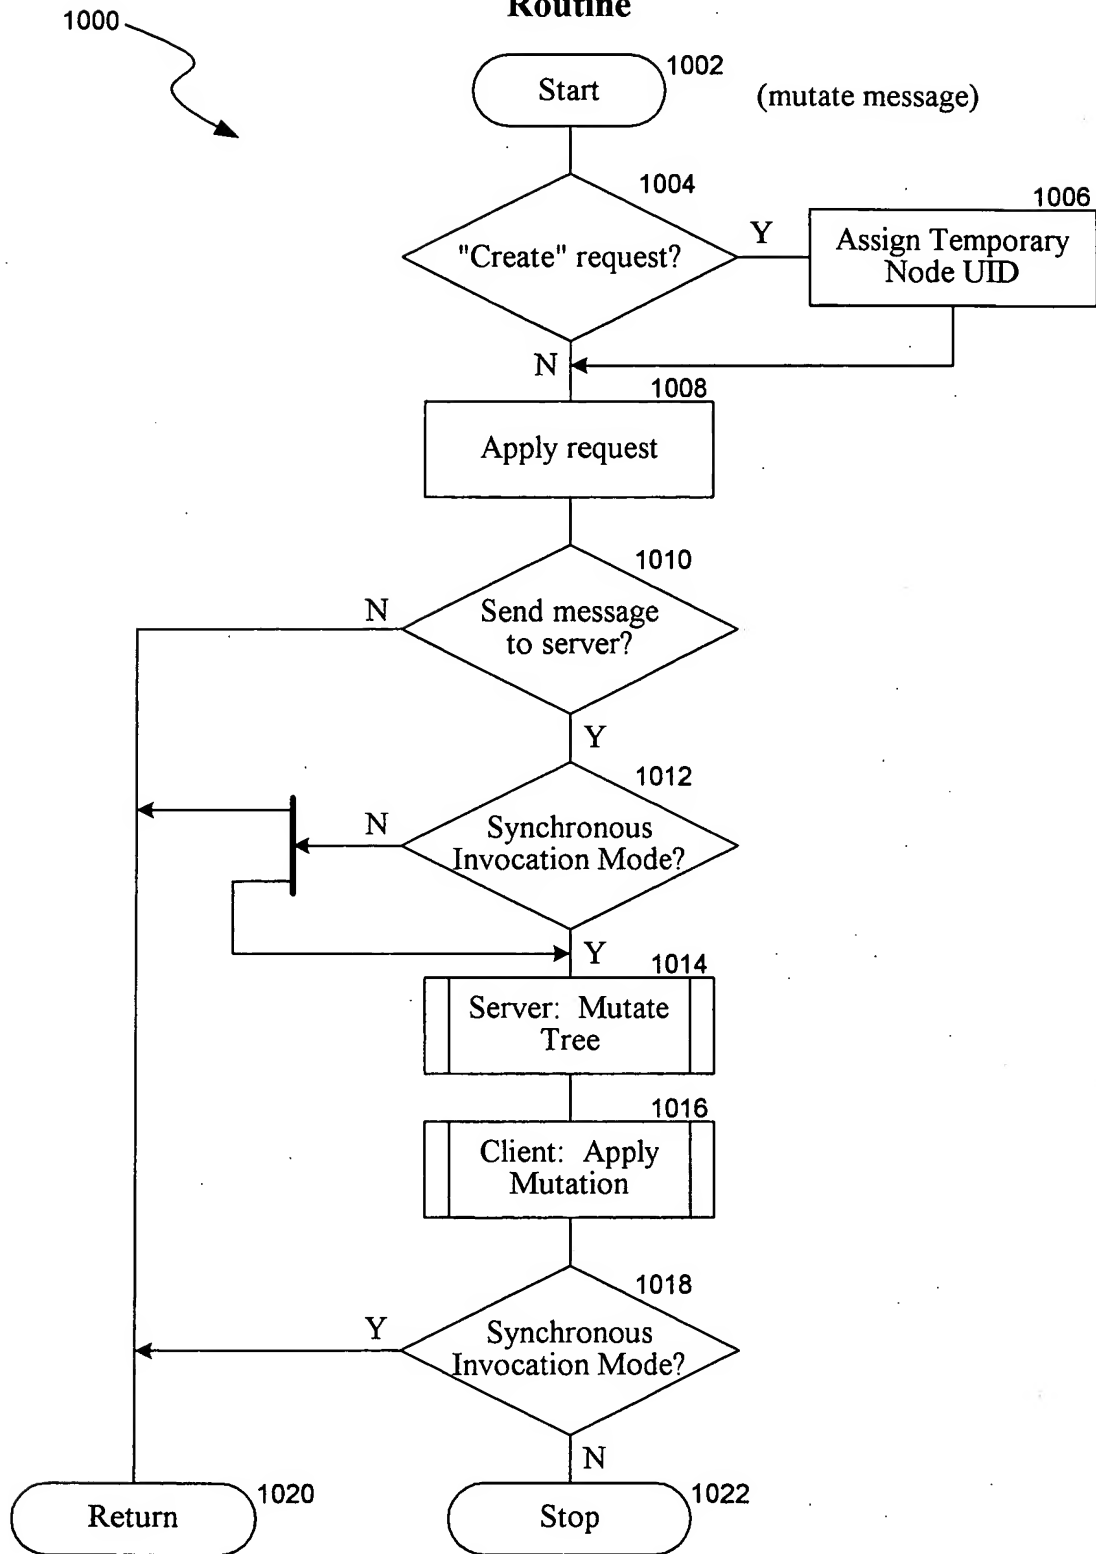 Routine
1000
Start
1002
(mutate message)
1004
"Create" request?
Y
1006
Assign Temporary
Node UID
N
1008
Apply request
1010
Send message
to server?
N
Y
1012
Synchronous
Invocation Mode?
N
Y
1014
Server: Mutate
Tree
1016
Client: Apply
Mutation
1018
Synchronous
Invocation Mode?
Y
N
Return
1020
Stop
1022